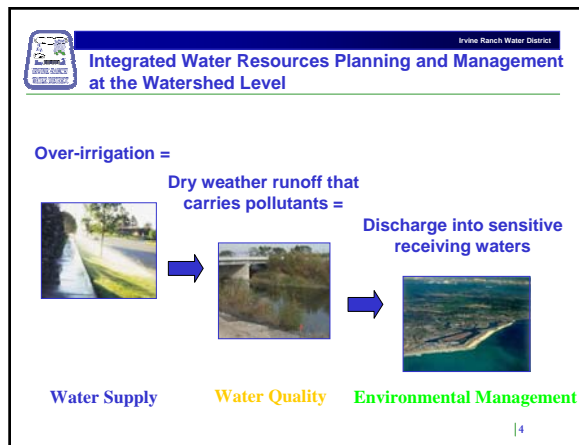 Irvine Ranch Water District
Integrated Water Resources Planning and Management
at the Watershed Level
Over-irrigation =
Dry weather runoff that
carries pollutants =
Discharge into sensitive
receiving waters
Water Supply
Water Quality
Environmental Management
4